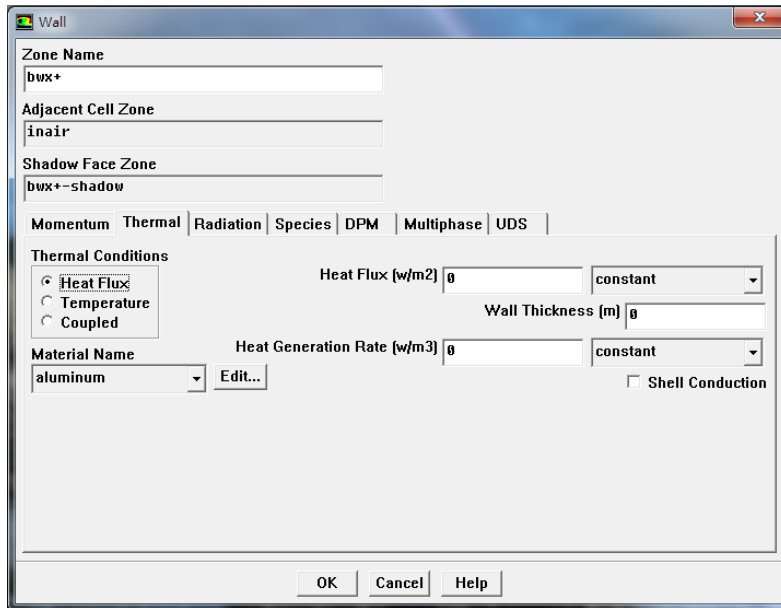 Wall
Zone Name
bwx+
Adjacent Cell Zone
inair
Shadow Face Zone
bwx+-shadow
Momentum Thermal Radiation Species DPM Multiphase UDS
Thermal Conditions
Heat Flux
Temperature
Coupled
Heat Flux (w/m2) 0 constant
Wall Thickness (m) 0
Material Name
aluminum Edit...
Heat Generation Rate (w/m3) 0 constant
Shell Conduction
OK Cancel Help